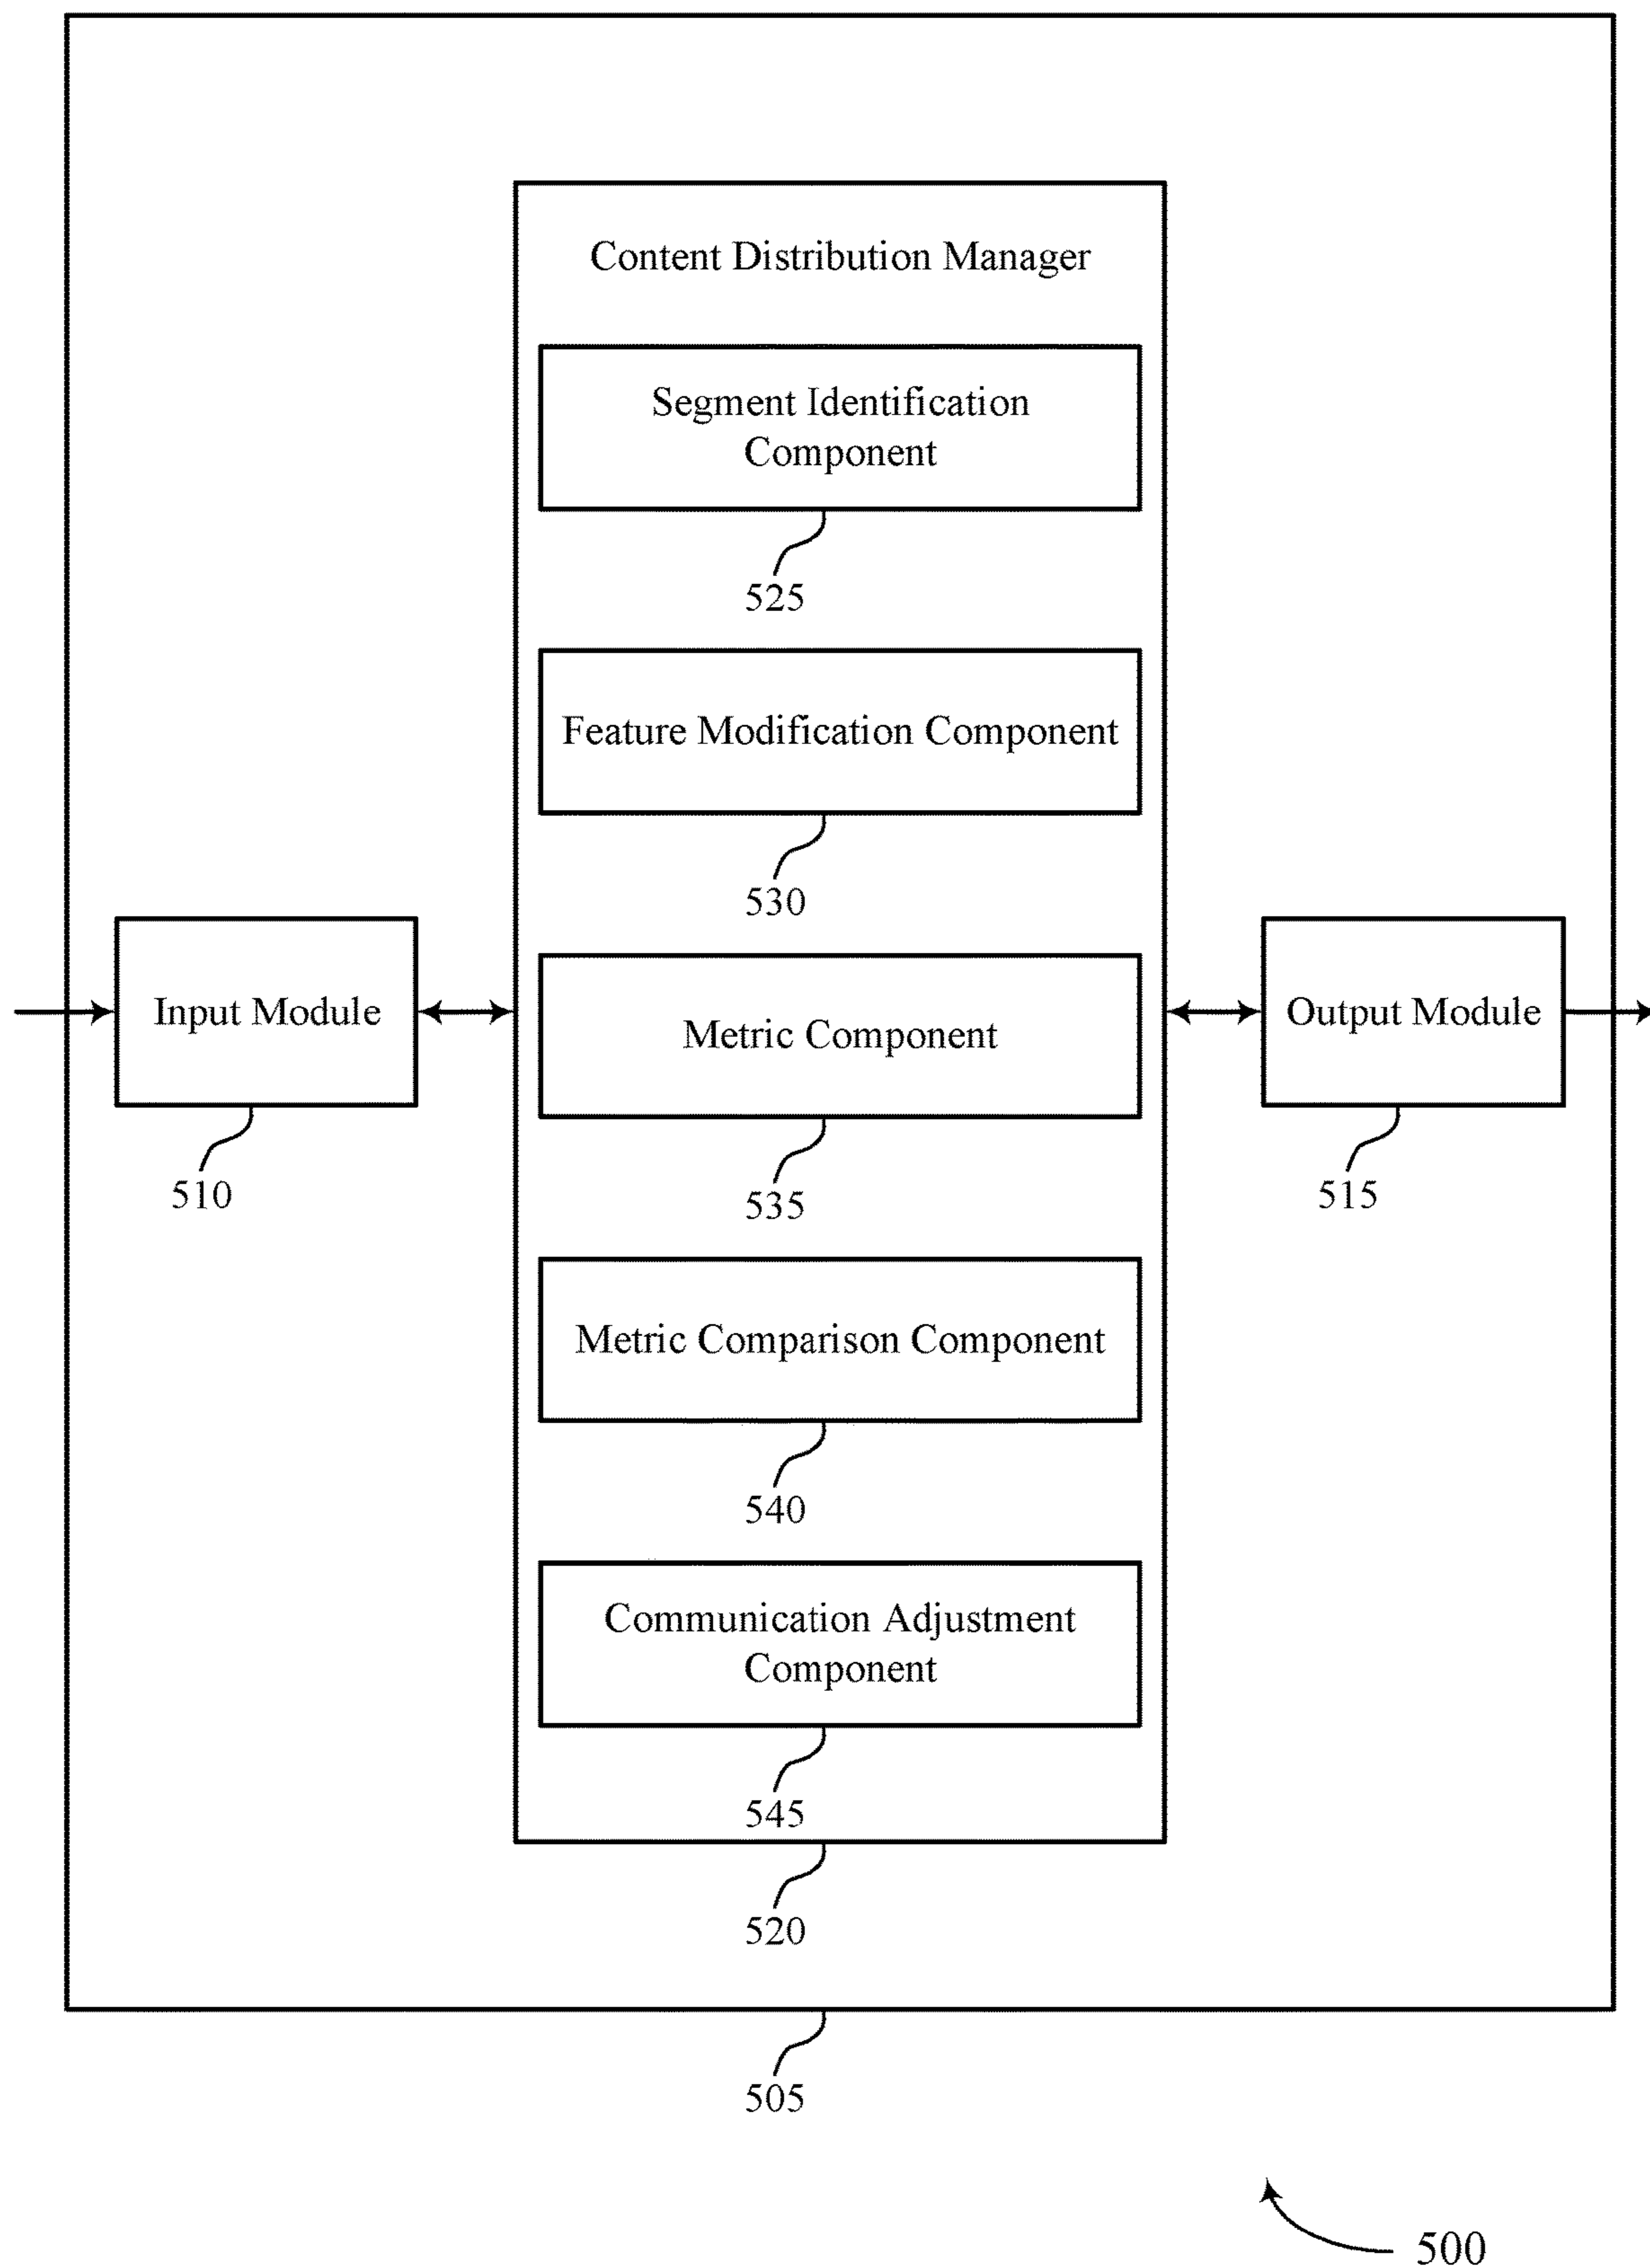 Content Distribution Manager
Segment Identification
Component
525
Feature Modification Component
530
Input Module
510
Metric Component
535
Output Module
515
Metric Comparison Component
540
Communication Adjustment
Component
545
520
505
500